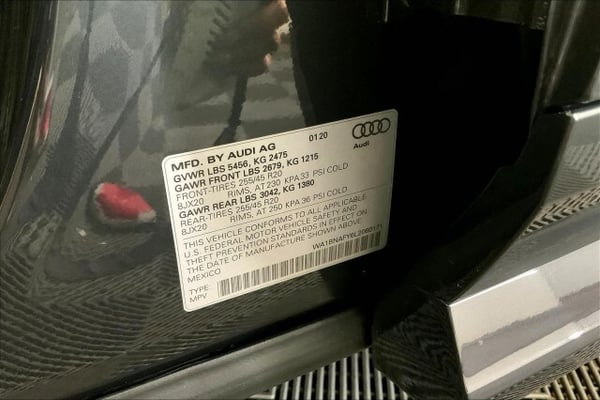 MFD. BY AUDI AG 0120
GVWR LBS 5456, KG 2475
GAWR FRONT LBS 2679, KG 1215
FRONT-TIRES 255/45 R20
8JX20 RIMS, AT 230 KPA 33 PSI COLD
GAWR REAR LBS 3042, KG 1380
REAR-TIRES 255/45 R20
8JX20 RIMS, AT 250 KPA 36 PSI COLD
THIS VEHICLE CONFORMS TO ALL APPLICABLE
U.S. FEDERAL MOTOR VEHICLE SAFETY AND
THEFT PREVENTION STANDARDS IN EFFECT ON
THE DATE OF MANUFACTURE SHOWN ABOVE
MEXICO
TYPE:
MPV
Audi